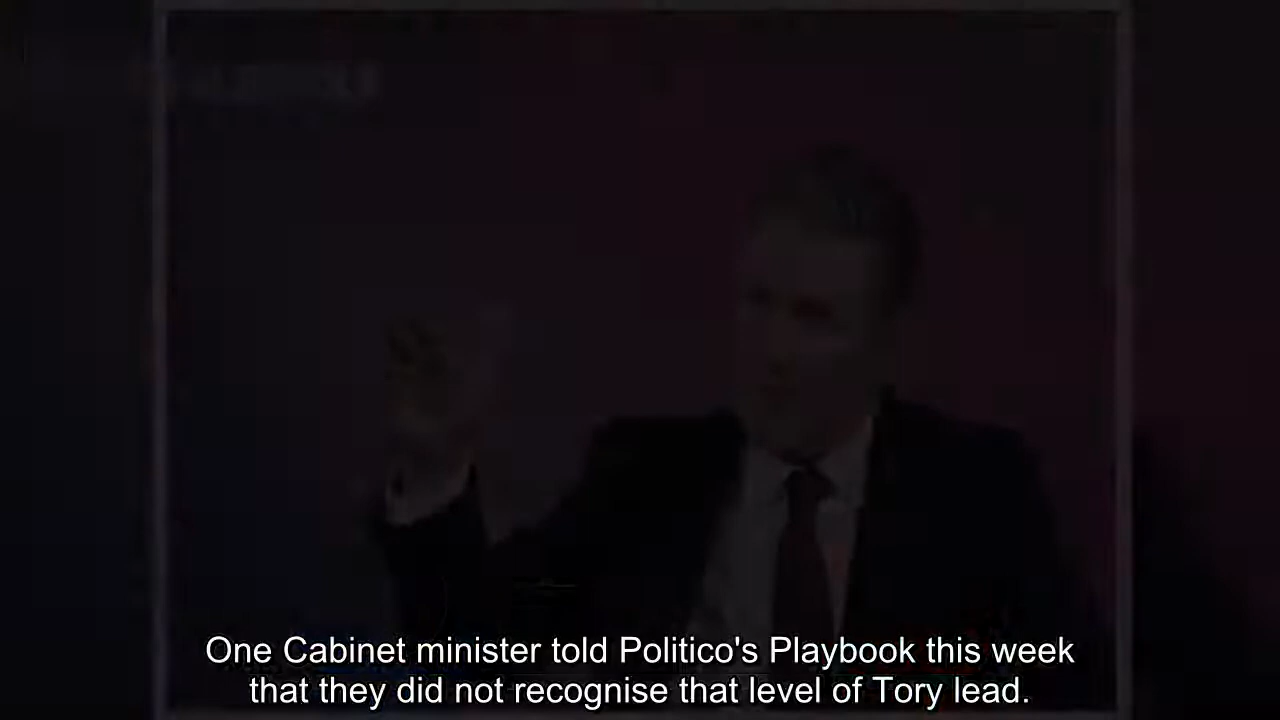 One Cabinet minister told Politico's Playbook this week
that they did not recognise that level of Tory lead.